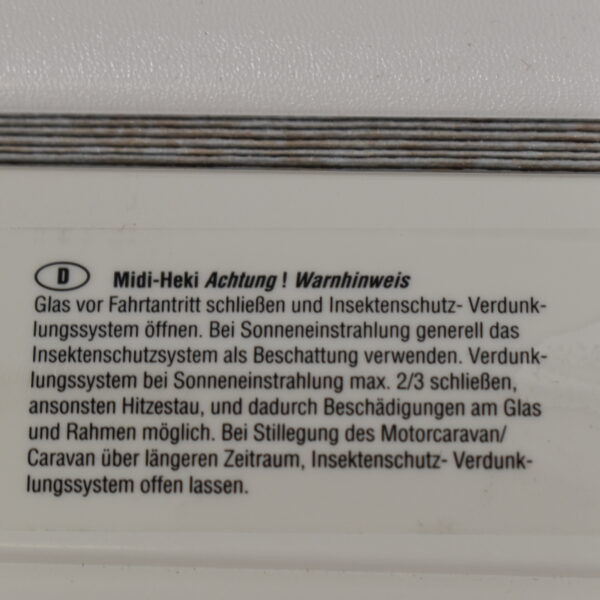 D Midi-Heki Achtung ! Warnhinweis
Glas vor Fahrtantritt schließen und Insektenschutz- Verdunk-
lungssystem öffnen. Bei Sonneneinstrahlung generell das
Insektenschutzsystem als Beschattung verwenden. Verdunk-
lungssystem bei Sonneneinstrahlung max. 2/3 schließen,
ansonsten Hitzestau, und dadurch Beschädigungen am Glas
und Rahmen möglich. Bei Stillegung des Motorcaravan/
Caravan über längeren Zeitraum, Insektenschutz- Verdunk-
lungssystem offen lassen.